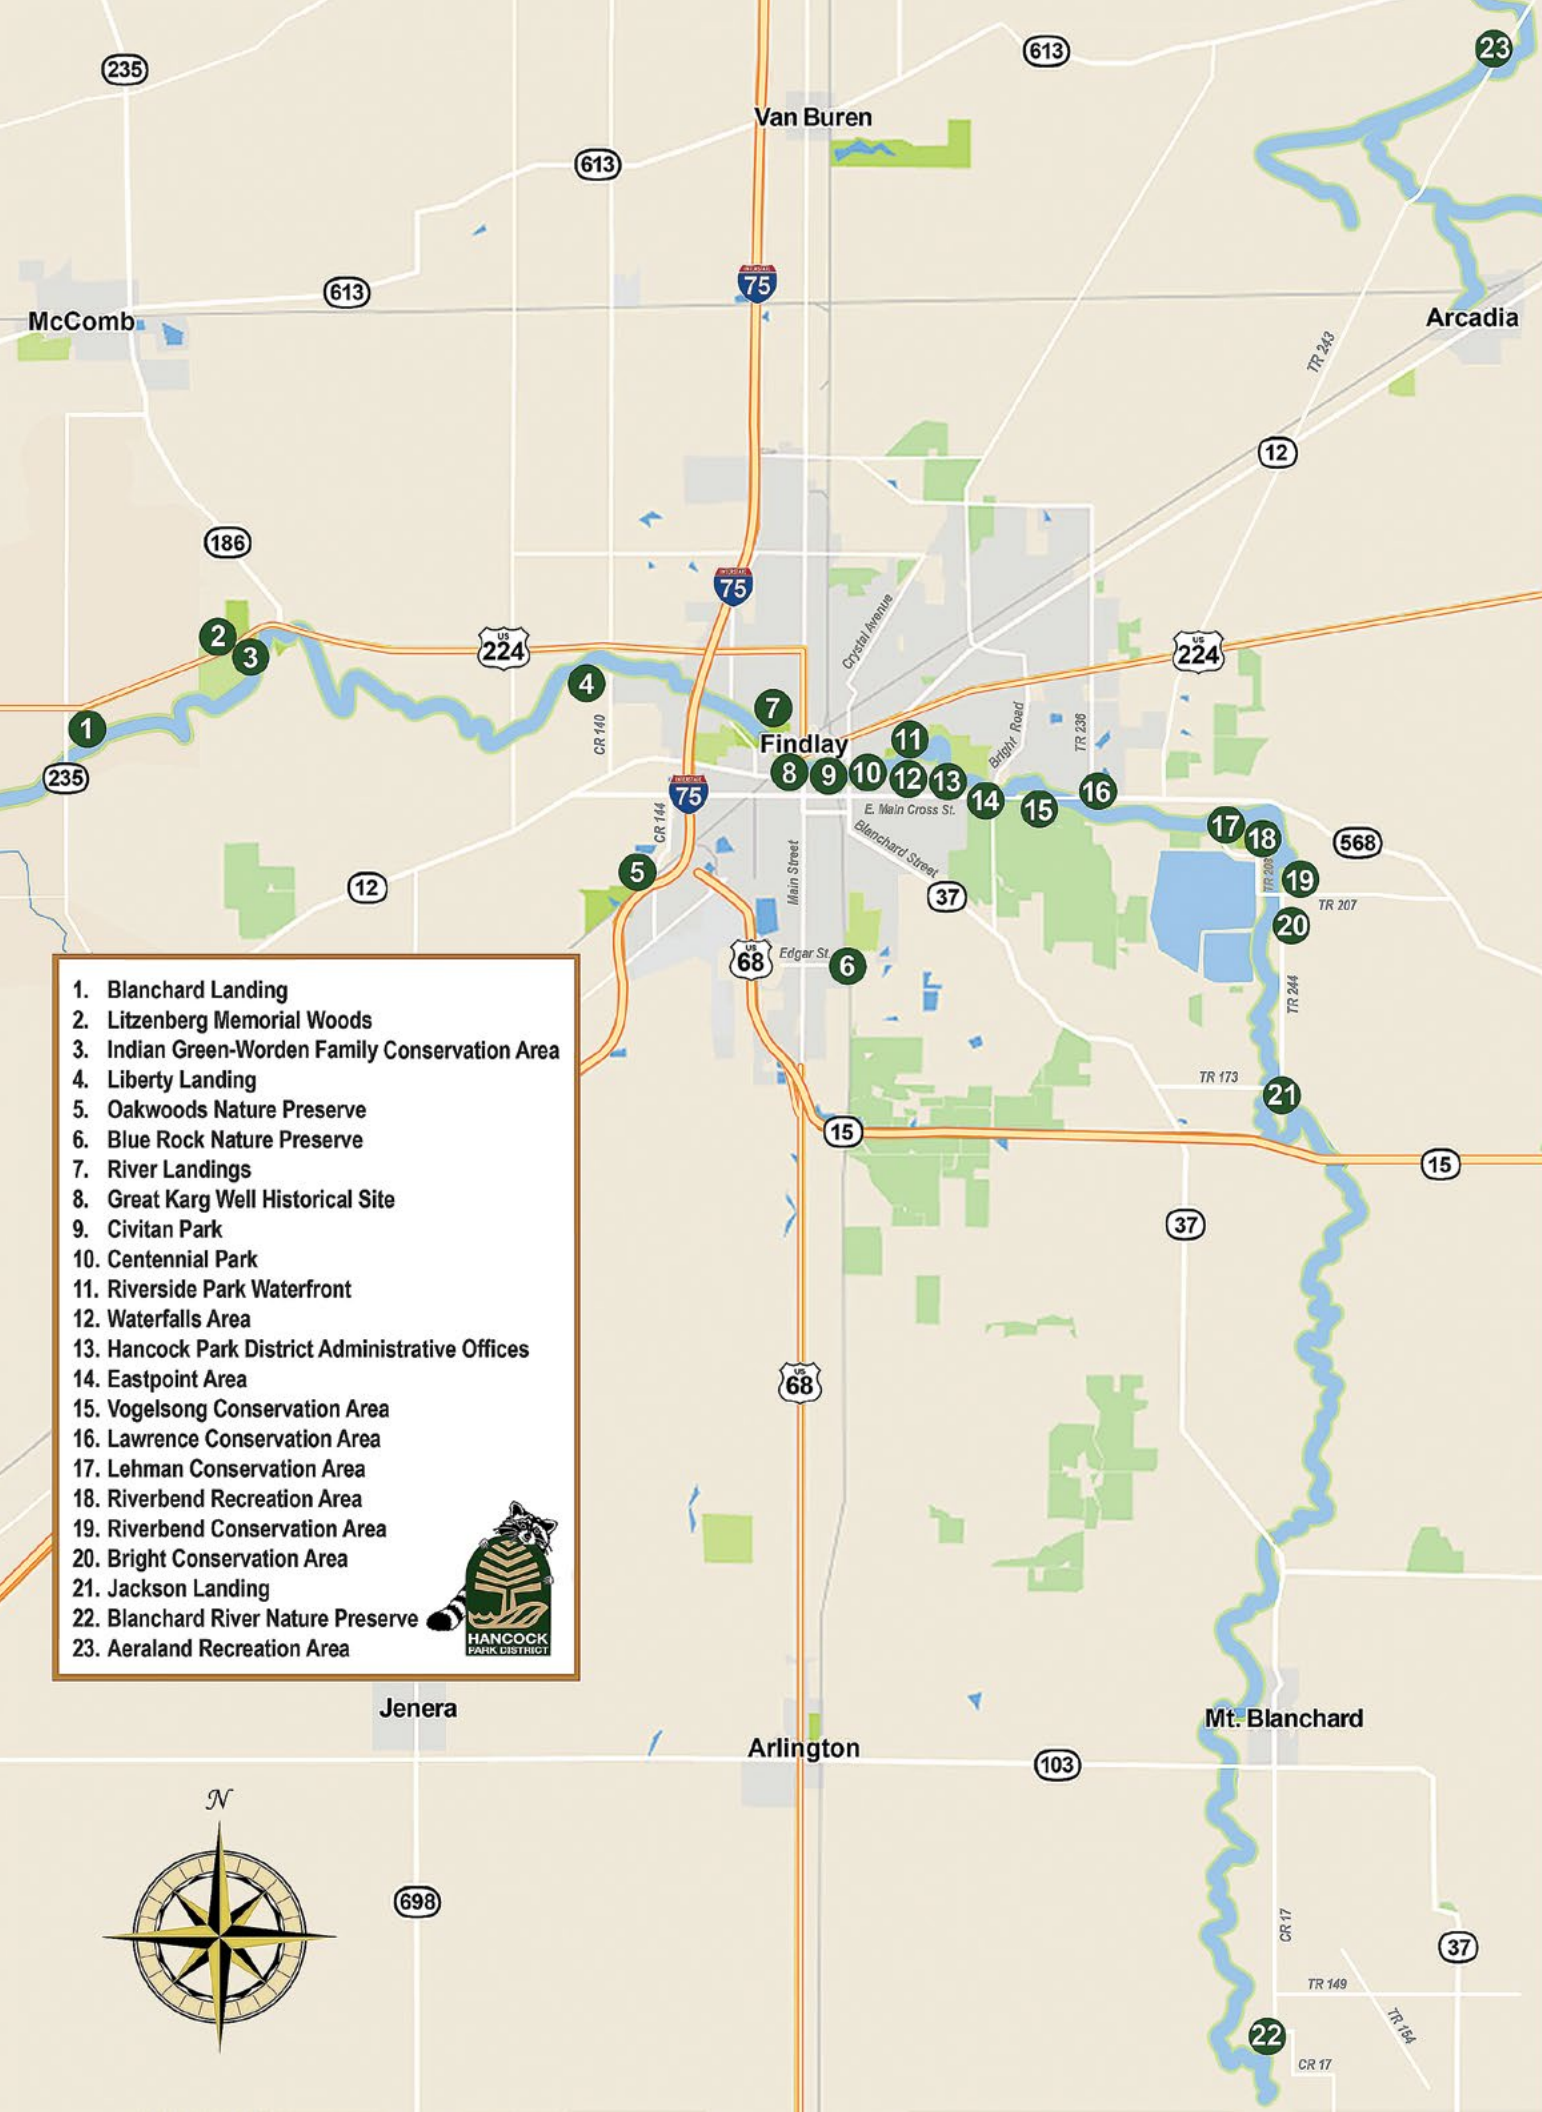 23
613
235
Van Buren
613
INTERSTATE
75
613
McComb
Arcadia
TR 243
12
186
INTERSTATE
75
Crystal Avenue
2
3
US
224
US
224
4
7
1
CR 140
Bright Road
TR 236
11
Findlay
235
8
9
10
12
13
14
15
16
INTERSTATE
75
E. Main Cross St.
CR 144
Blanchard Street
17
18
568
5
12
Main Street
37
TR 208
19
TR 207
20
US
68
Edgar St.
6
TR 244
1. Blanchard Landing
2. Litzenberg Memorial Woods
3. Indian Green-Worden Family Conservation Area
4. Liberty Landing
5. Oakwoods Nature Preserve
6. Blue Rock Nature Preserve
7. River Landings
8. Great Karg Well Historical Site
9. Civitan Park
10. Centennial Park
11. Riverside Park Waterfront
12. Waterfalls Area
13. Hancock Park District Administrative Offices
14. Eastpoint Area
15. Vogelsong Conservation Area
16. Lawrence Conservation Area
17. Lehman Conservation Area
18. Riverbend Recreation Area
19. Riverbend Conservation Area
20. Bright Conservation Area
21. Jackson Landing
22. Blanchard River Nature Preserve
23. Aeraland Recreation Area
HANCOCK
PARK DISTRICT
TR 173
21
15
15
37
US
68
Jenera
Mt. Blanchard
Arlington
103
N
698
CR 17
37
TR 149
TR 154
22
CR 17